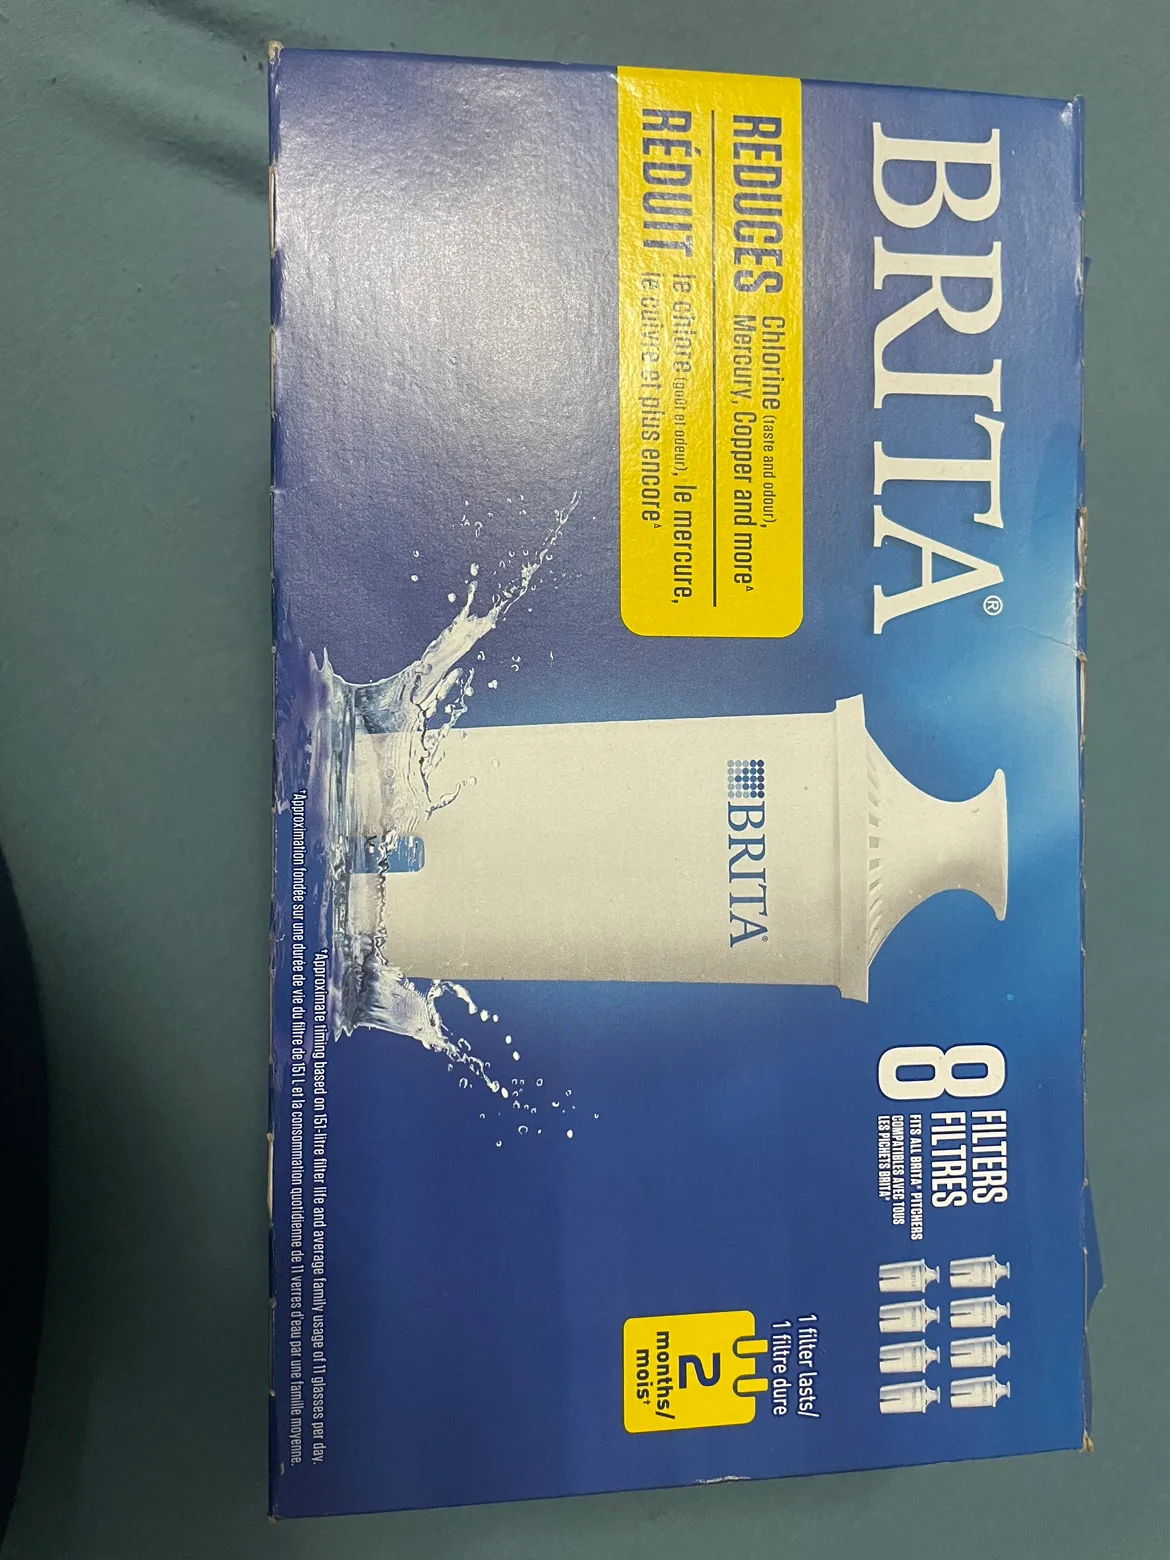 BRITA®
REDUCES Chlorine (taste and odour),
Mercury, Copper and more∆
RÉDUIT le chlore (goût et odeur), le mercure,
le cuivre et plus encore∆
BRITA®
8 FILTERS
8 FILTRES
FITS ALL BRITA® PITCHERS
COMPATIBLES AVEC TOUS
LES PICHETS BRITA®
1 filter lasts/
1 filtre dure
2
months/
mois†
†Approximate timing based on 151-litre filter life and average family usage of 11 glasses per day.
†Approximation fondée sur une durée de vie du filtre de 151 L et la consommation quotidienne de 11 verres d'eau par une famille moyenne.